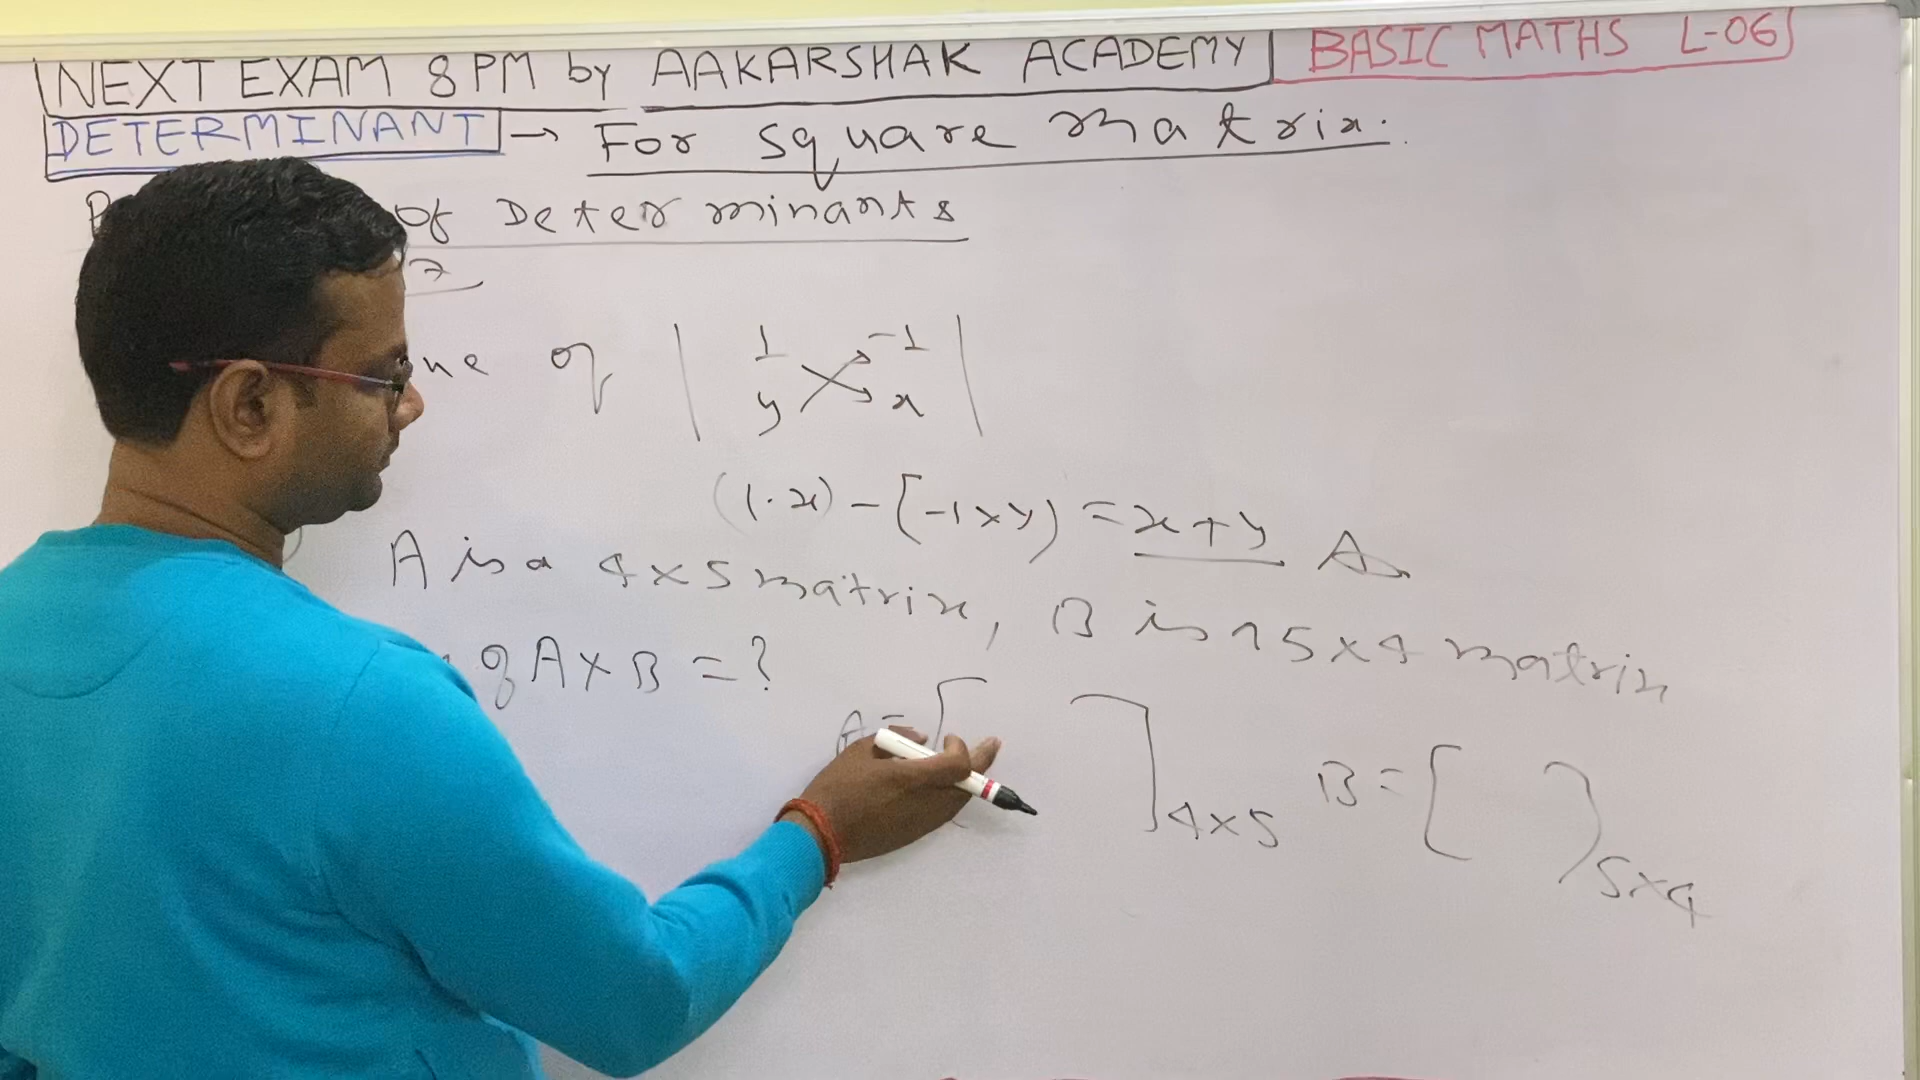 NEXT EXAM 8 PM by AAKARSHAK ACADEMY BASIC MATHS L-06
DETERMINANT → For square matrix.
of Determinants
of | 1 -1 |
| y x |
(1·x) - [-1×y) = x+y A
A is a 4×5 matrix, B is 5×4 matrix
of A × B = ?
A = [ ] 4×5 B = [ ) 5×4